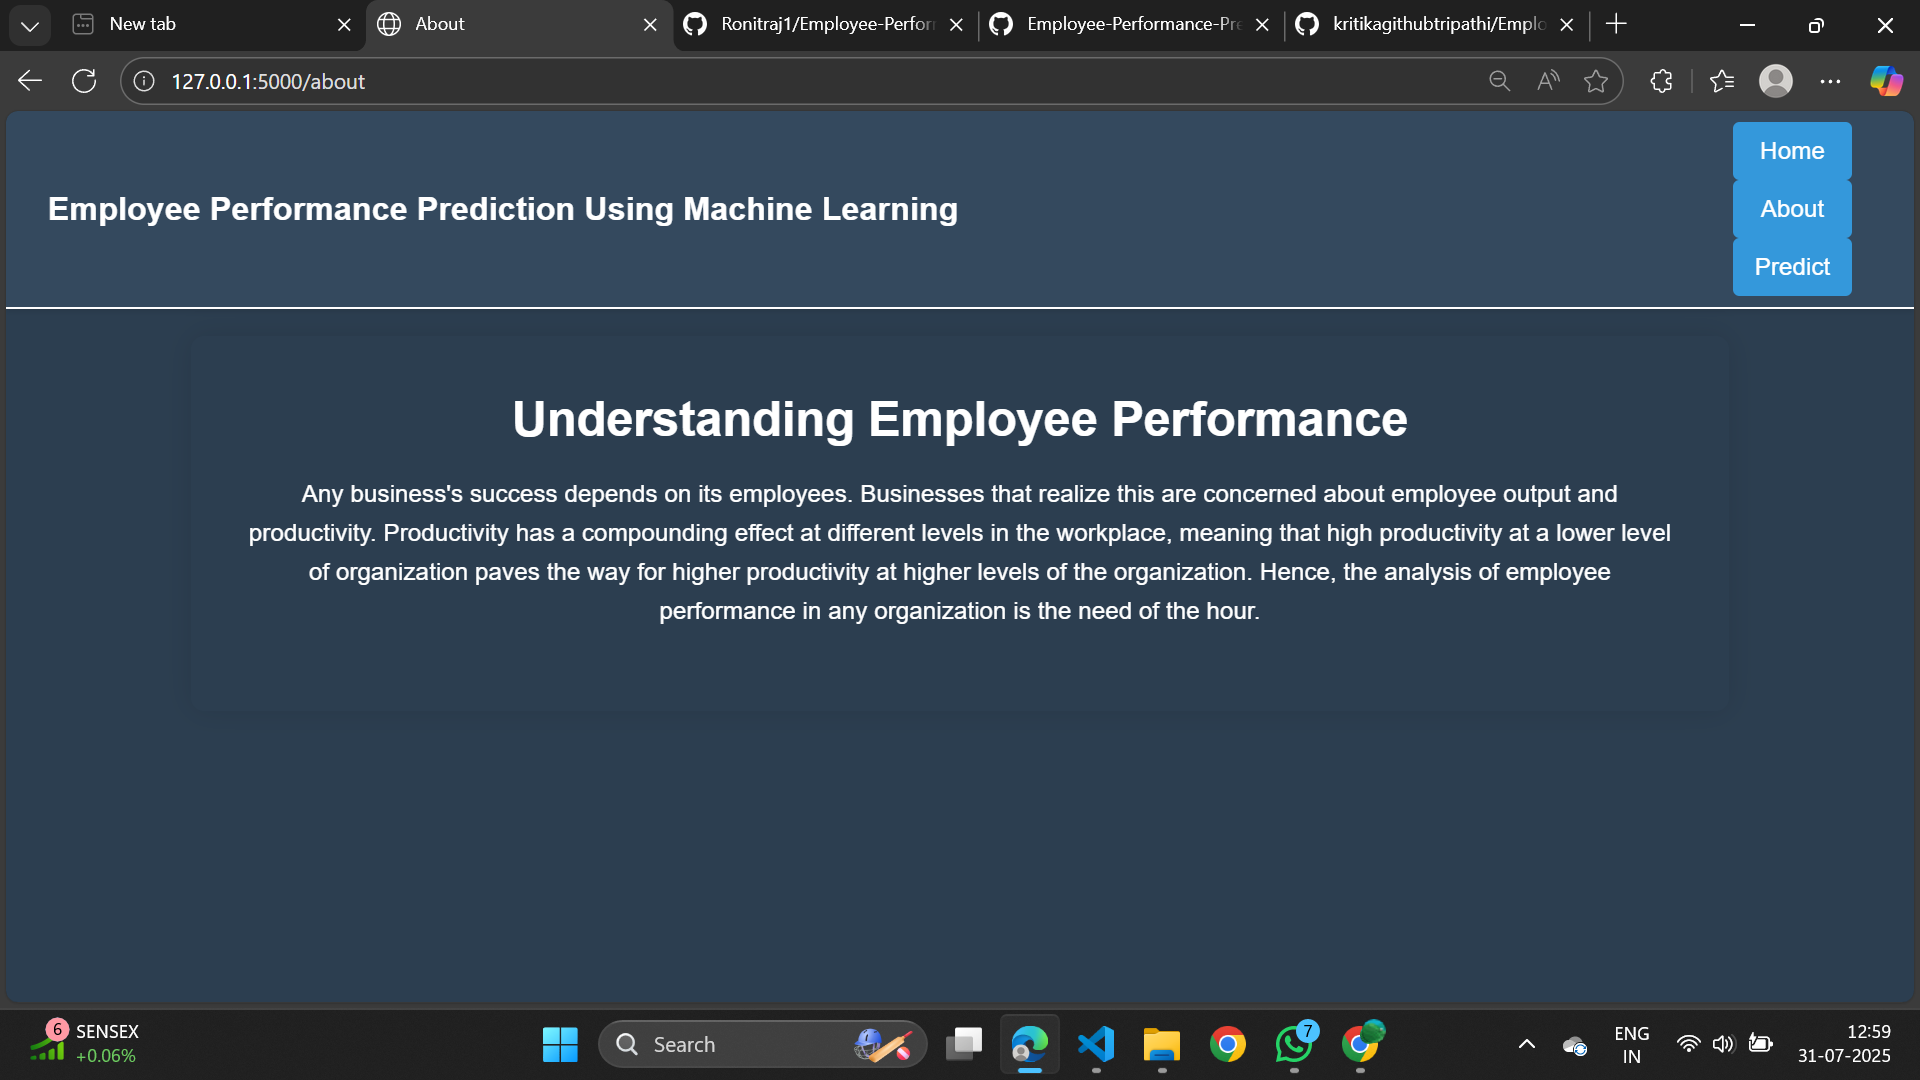 New tab
About
Ronitraj1/Employee-Perfor
Employee-Performance-Pre
kritikagithubtripathi/Emplo
127.0.0.1:5000/about
Home
Employee Performance Prediction Using Machine Learning
About
Predict
Understanding Employee Performance
Any business's success depends on its employees. Businesses that realize this are concerned about employee output and
productivity. Productivity has a compounding effect at different levels in the workplace, meaning that high productivity at a lower level
of organization paves the way for higher productivity at higher levels of the organization. Hence, the analysis of employee
performance in any organization is the need of the hour.
6
SENSEX
+0.06%
Search
7
ENG
IN
12:59
31-07-2025